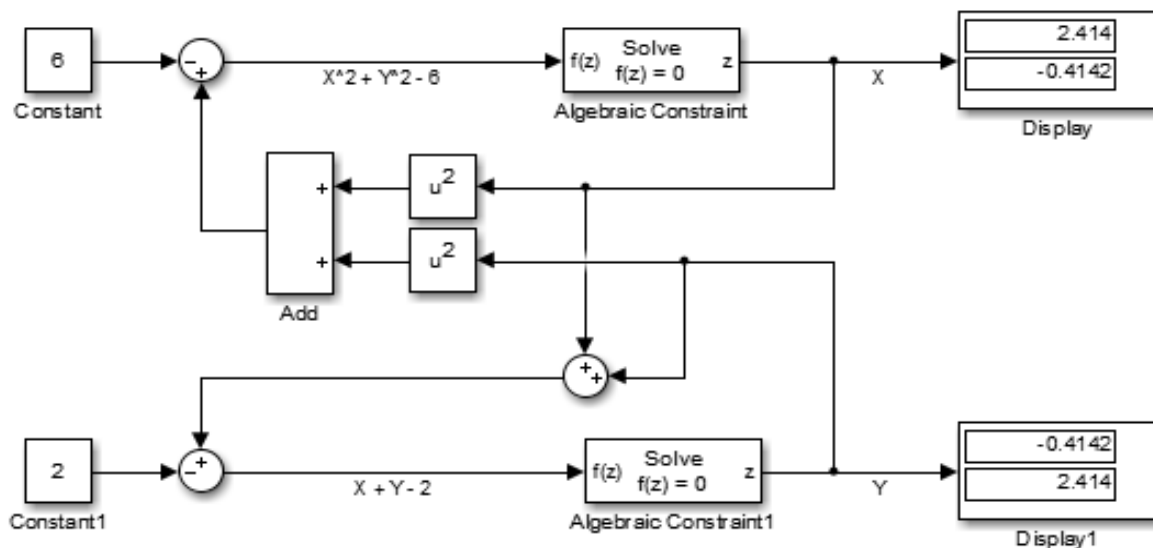 6
Constant
−
+
X^2 + Y^2 - 6
f(z)
Solve
f(z) = 0
z
Algebraic Constraint
X
2.414
-0.4142
Display
+
+
Add
u²
u²
+
+
2
Constant1
+
−
X + Y - 2
f(z)
Solve
f(z) = 0
z
Algebraic Constraint1
Y
-0.4142
2.414
Display1